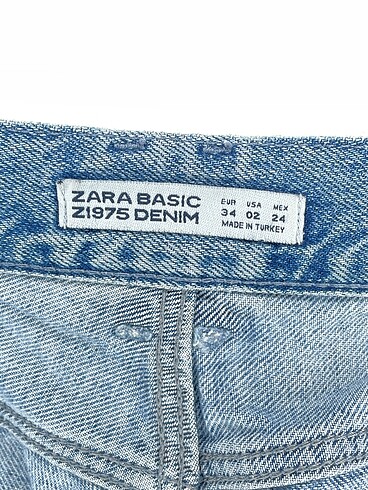 ZARA BASIC
Z1975 DENIM
EUR USA MEX
34 02 24
MADE IN TURKEY